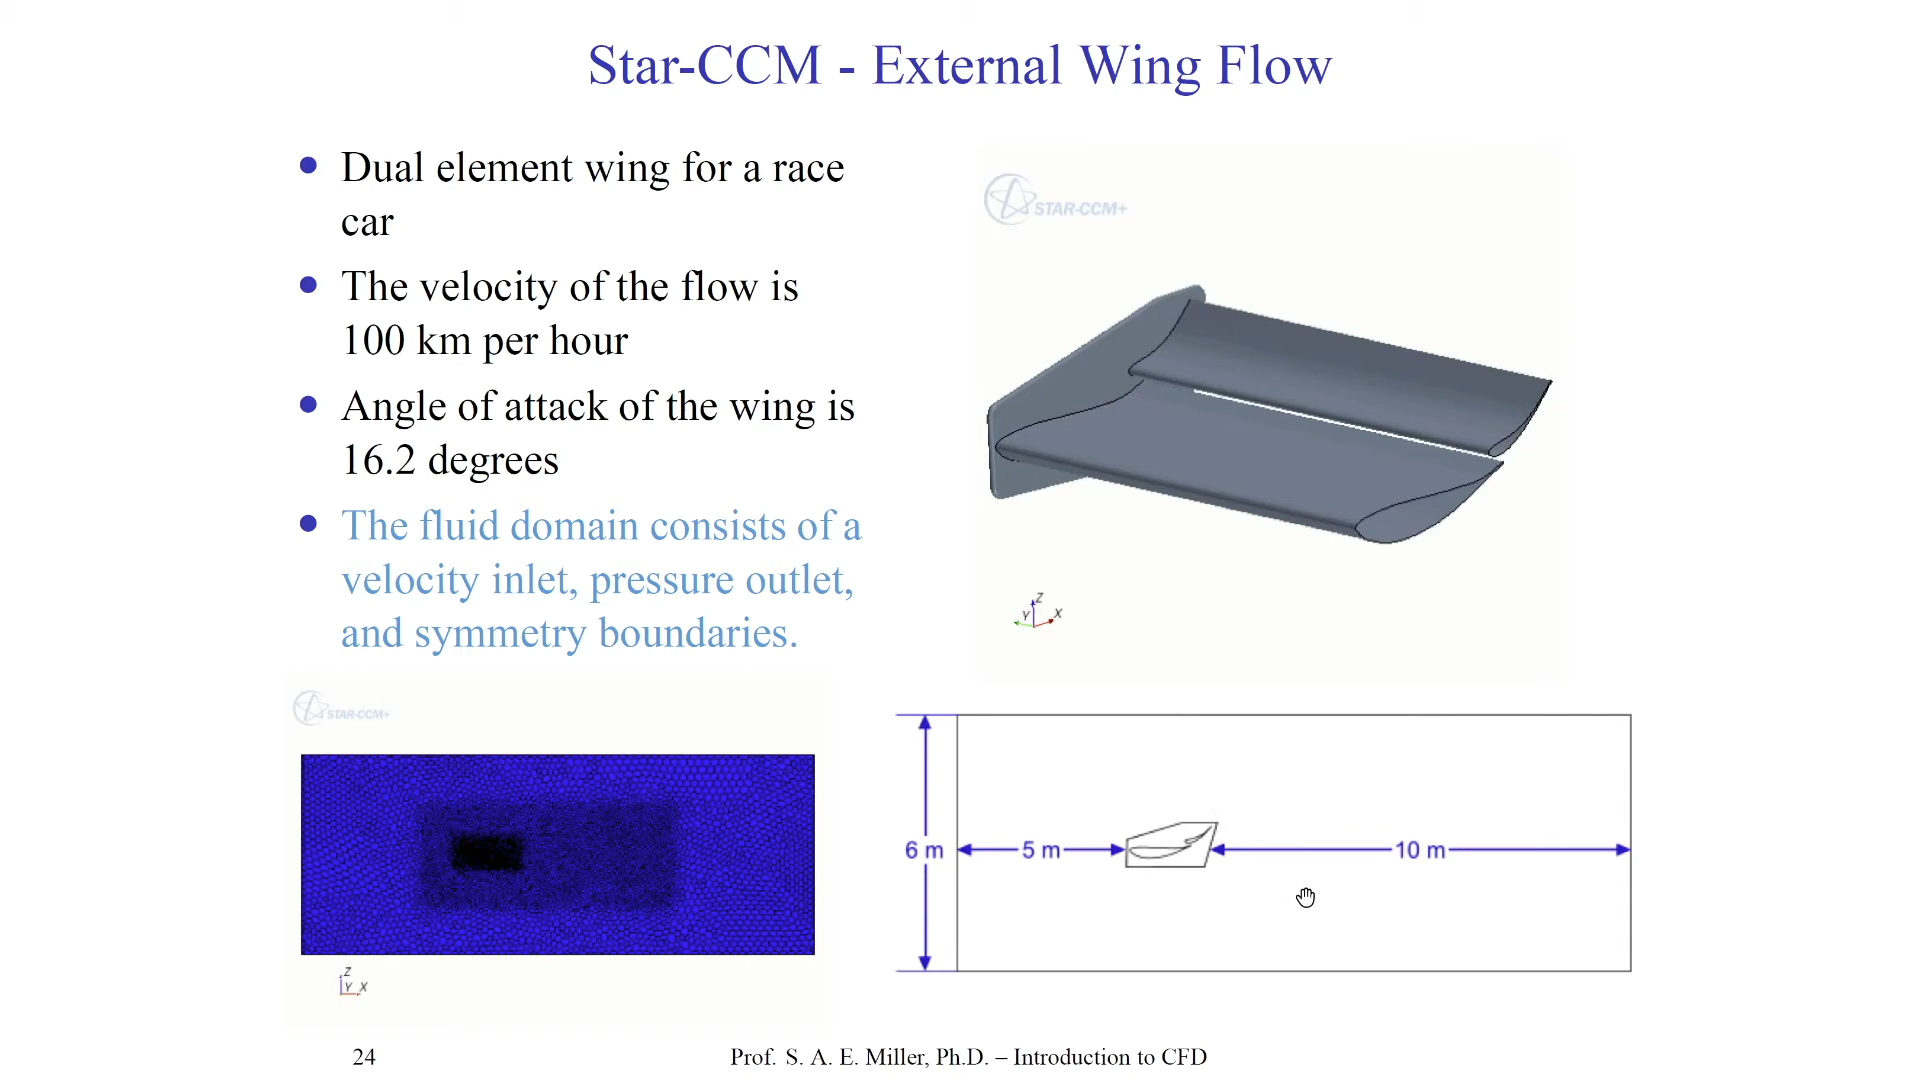 Star-CCM - External Wing Flow
Dual element wing for a race
car
The velocity of the flow is
100 km per hour
Angle of attack of the wing is
16.2 degrees
The fluid domain consists of a
velocity inlet, pressure outlet,
and symmetry boundaries.
STAR-CCM+
Z
Y
X
STAR-CCM+
Z
Y X
6 m
5 m
10 m
24
Prof. S. A. E. Miller, Ph.D. – Introduction to CFD